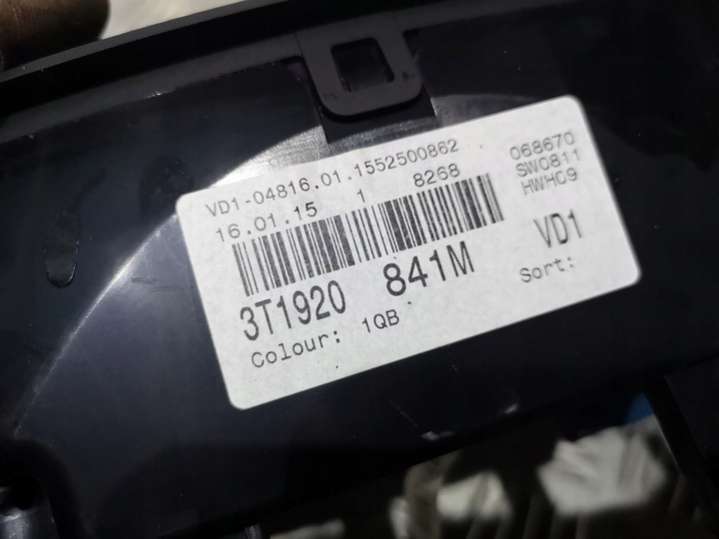 VD1-04816.01.1552500862 068670
16.01.15 1 8268 SW0811
HWH09
3T1920 841M VD1
Colour: 1QB Sort: